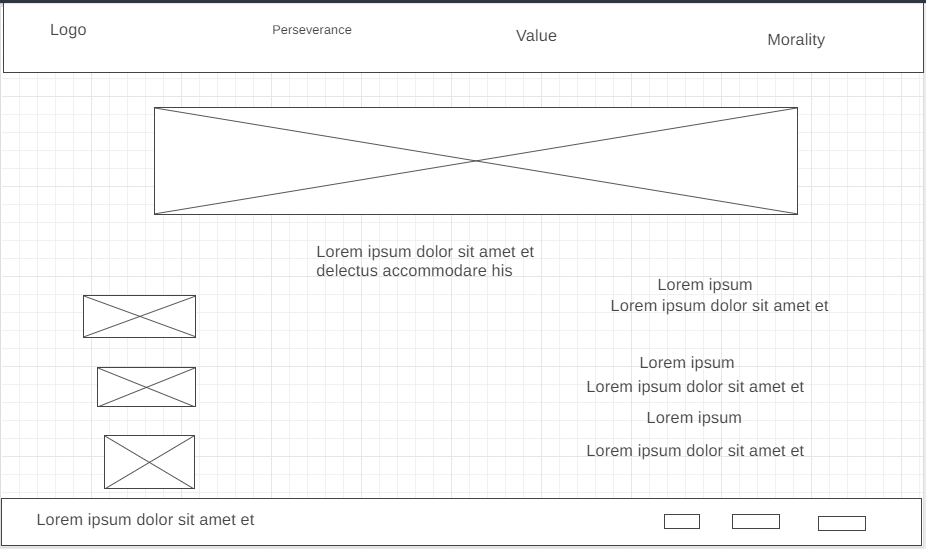 Logo
Perseverance
Value
Morality
Lorem ipsum dolor sit amet et
delectus accommodare his
Lorem ipsum
Lorem ipsum dolor sit amet et
Lorem ipsum
Lorem ipsum dolor sit amet et
Lorem ipsum
Lorem ipsum dolor sit amet et
Lorem ipsum dolor sit amet et